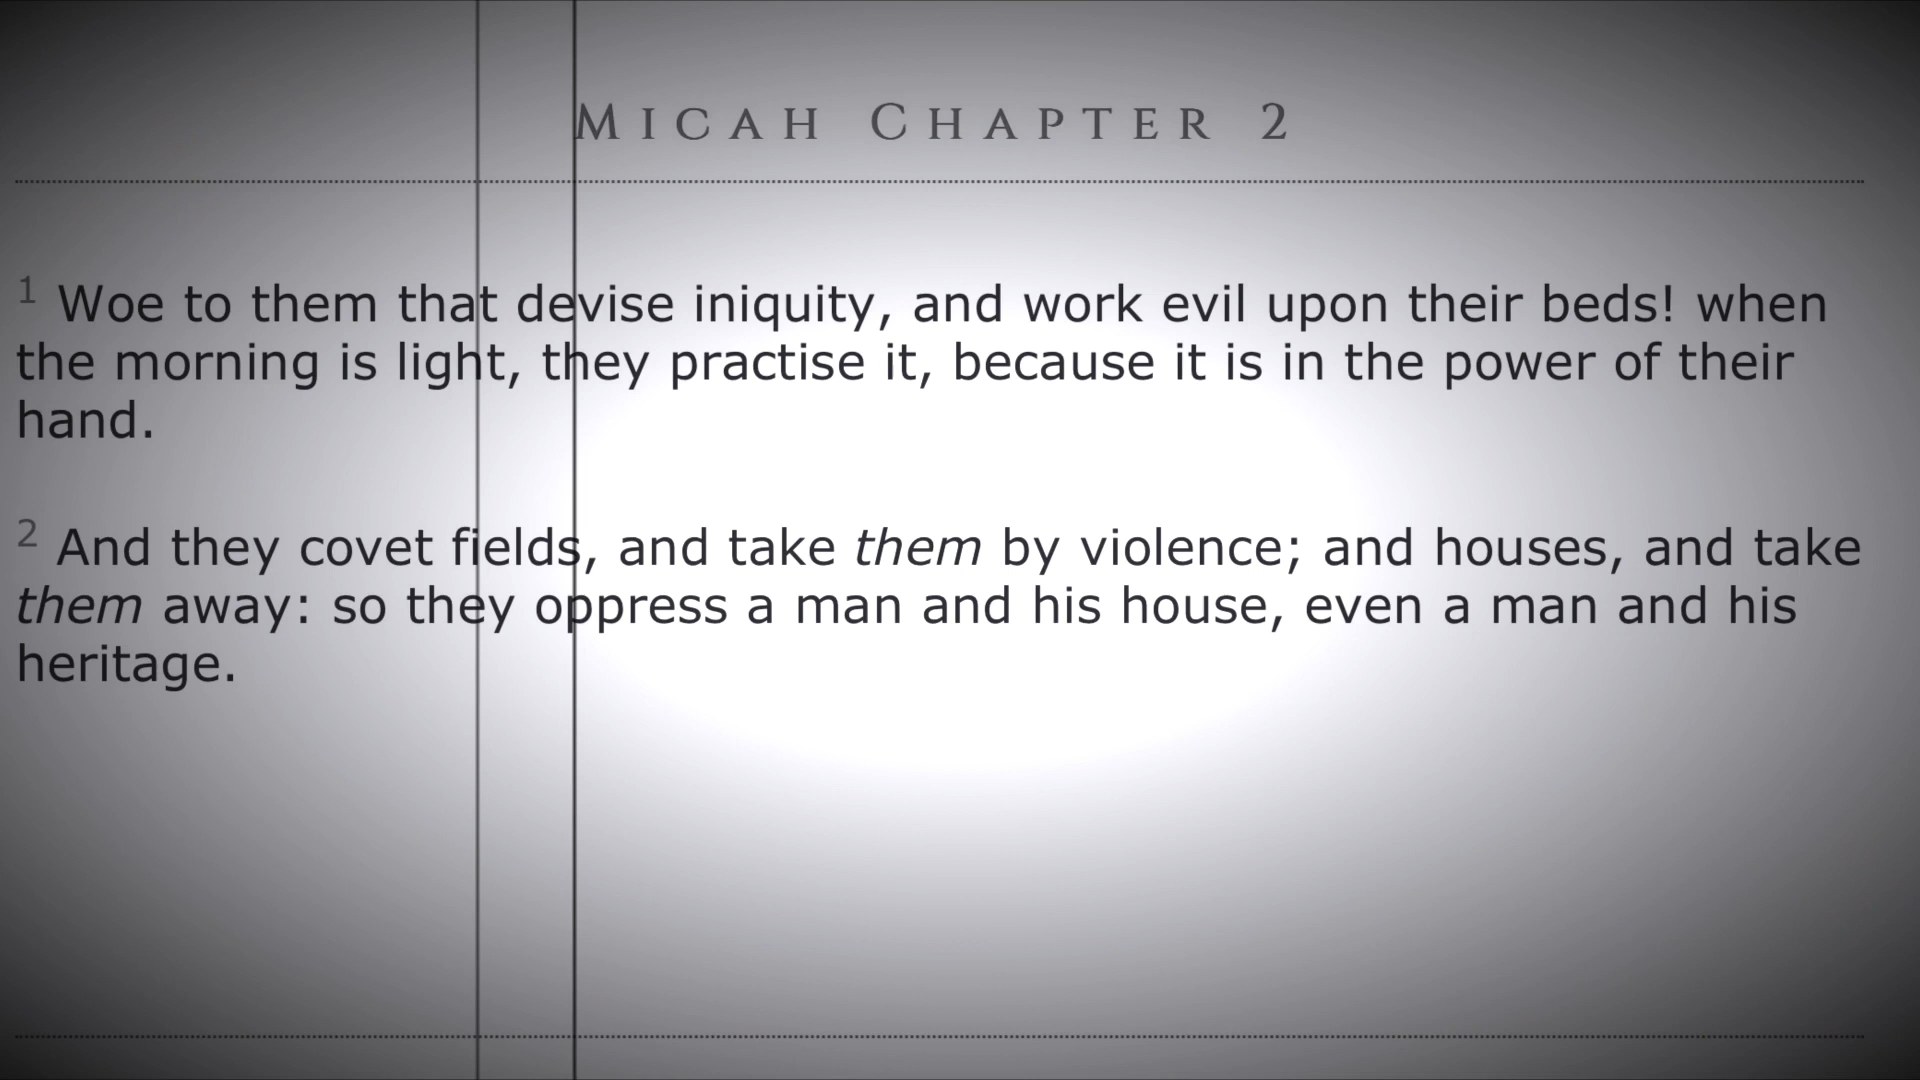 Micah Chapter 2
1 Woe to them that devise iniquity, and work evil upon their beds! when
the morning is light, they practise it, because it is in the power of their
hand.
2 And they covet fields, and take them by violence; and houses, and take
them away: so they oppress a man and his house, even a man and his
heritage.